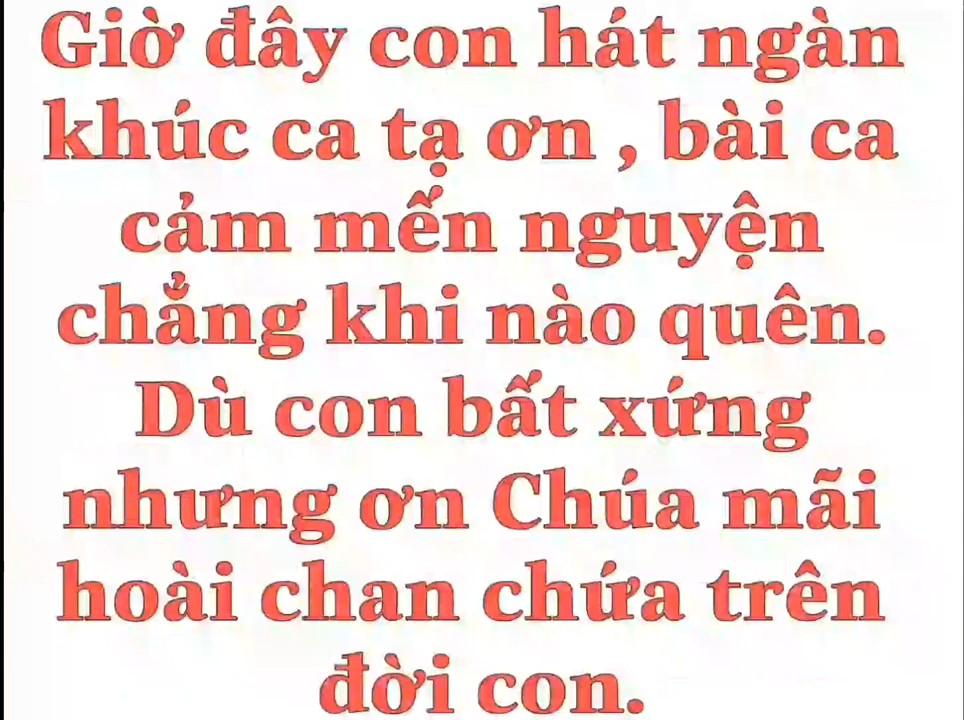 Giờ đây con hát ngàn
khúc ca tạ ơn , bài ca
cảm mến nguyện
chẳng khi nào quên.
Dù con bất xứng
nhưng ơn Chúa mãi
hoài chan chứa trên
đời con.